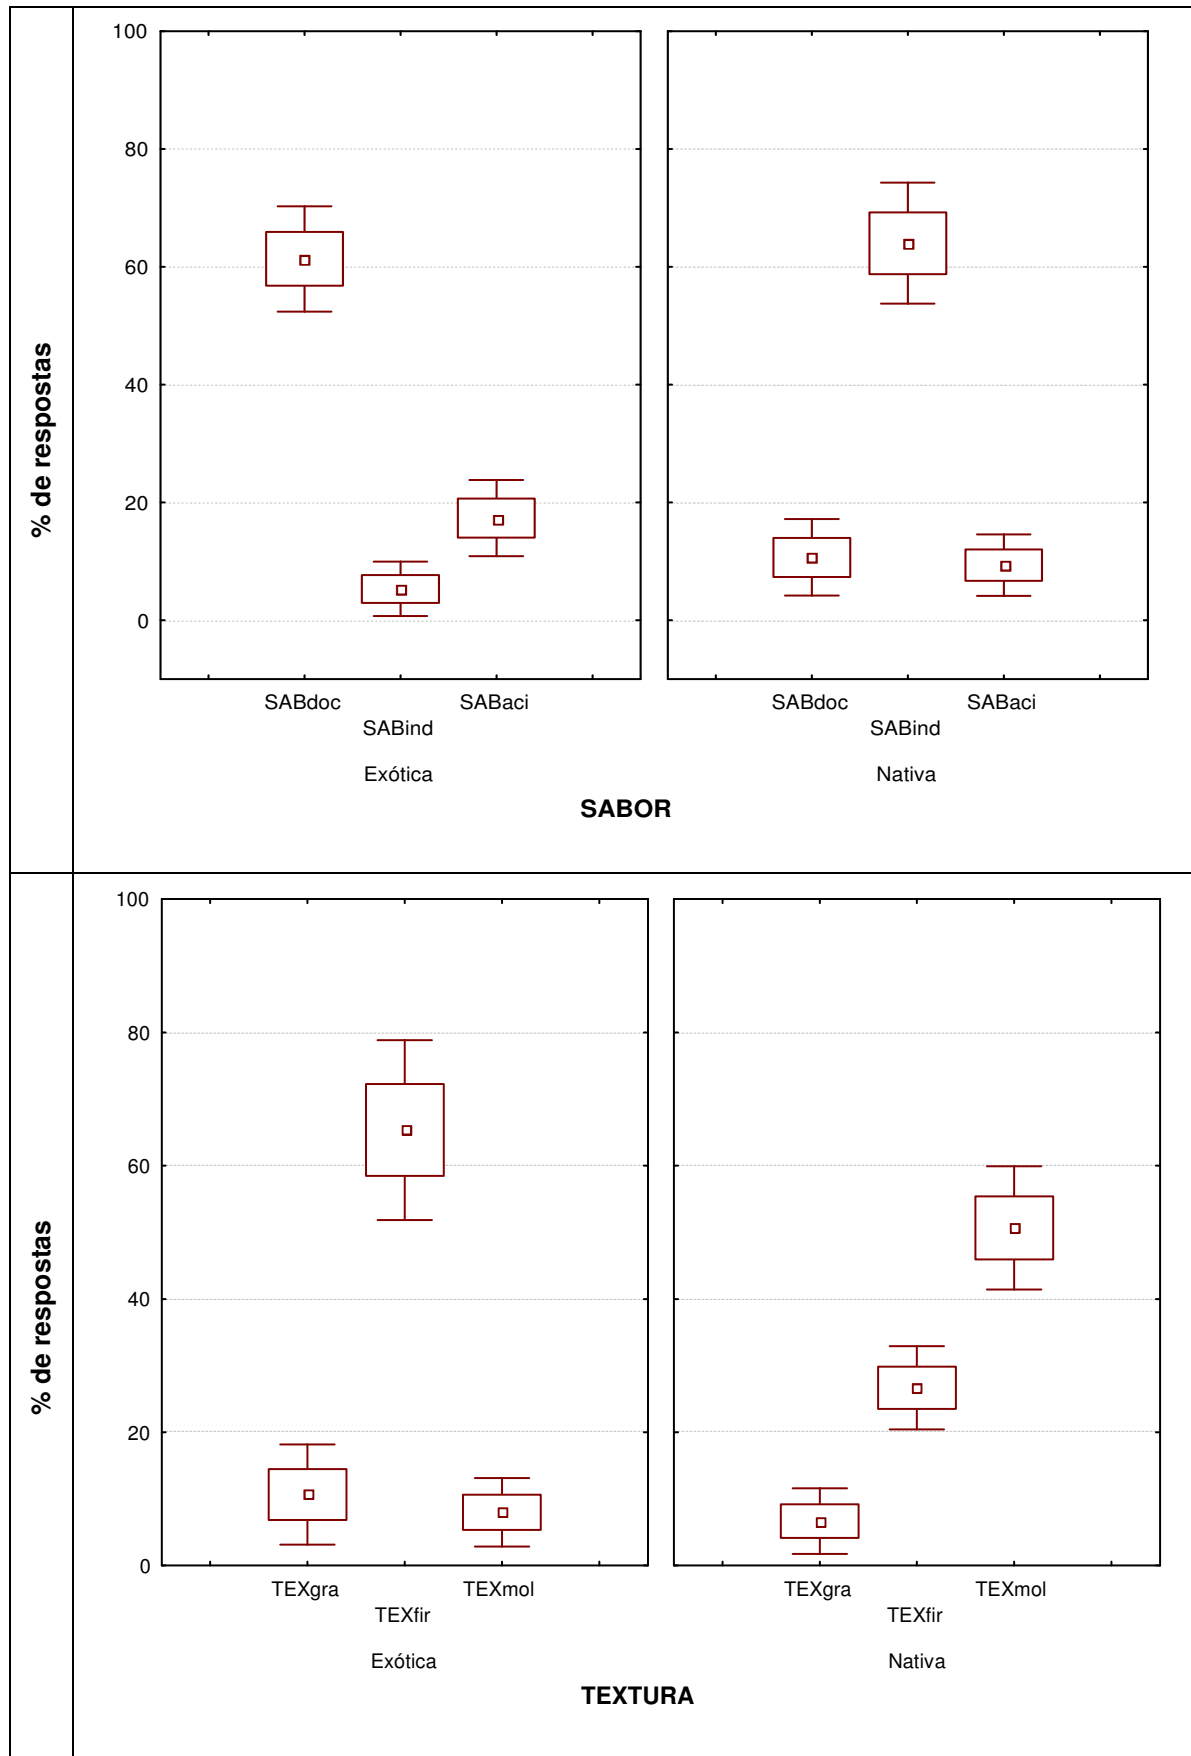 % de respostas
100
80
60
40
20
0
SABdoc SABaci SABdoc SABaci
SABind SABind
Exótica Nativa
SABOR
% de respostas
100
80
60
40
20
0
TEXgra TEXmol TEXgra TEXmol
TEXfir TEXfir
Exótica Nativa
TEXTURA